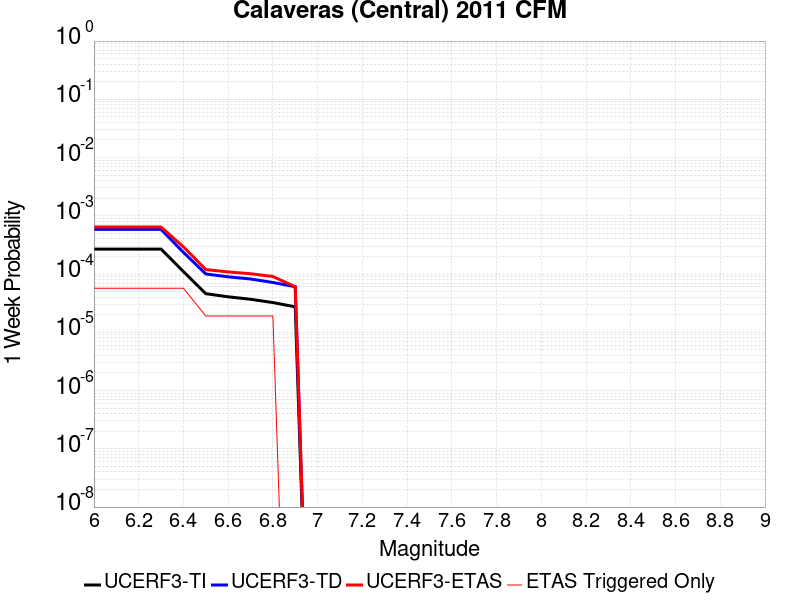 Calaveras (Central) 2011 CFM
10^0
10^-1
10^-2
10^-3
10^-4
10^-5
10^-6
10^-7
10^-8
1 Week Probability
6 6.2 6.4 6.6 6.8 7 7.2 7.4 7.6 7.8 8 8.2 8.4 8.6 8.8 9
Magnitude
UCERF3-TI UCERF3-TD UCERF3-ETAS ETAS Triggered Only